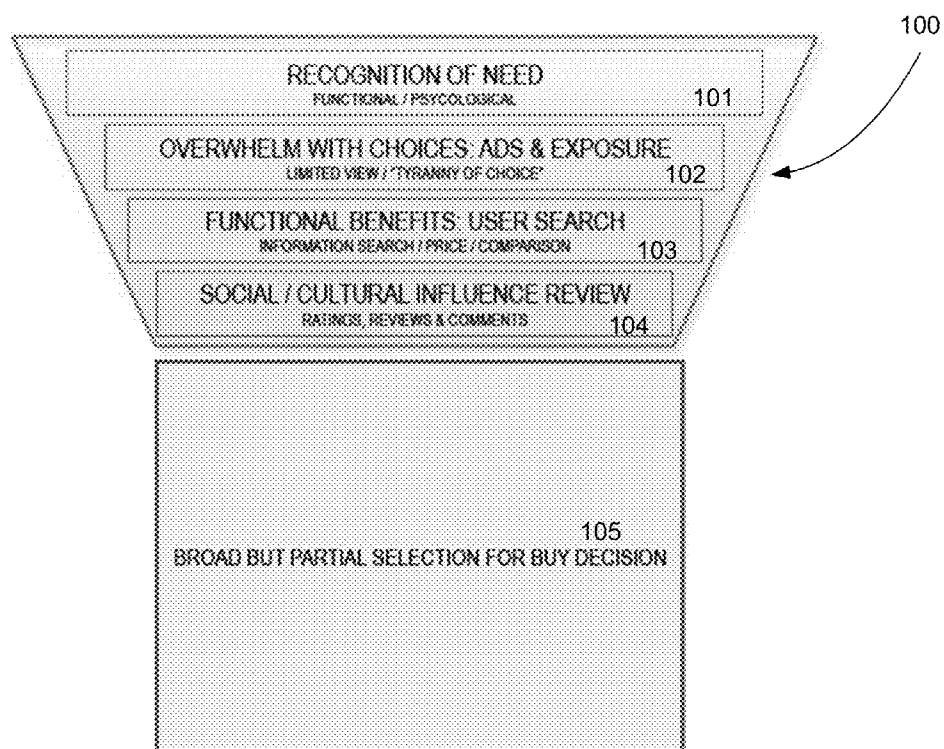 100
RECOGNITION OF NEED
FUNCTIONAL / PSYCOLOGICAL
101
OVERWHELM WITH CHOICES: ADS & EXPOSURE
LIMITED VIEW / "TYRANNY OF CHOICE"
102
FUNCTIONAL BENEFITS: USER SEARCH
INFORMATION SEARCH / PRICE / COMPARISON
103
SOCIAL / CULTURAL INFLUENCE REVIEW
RATINGS, REVIEWS & COMMENTS
104
105
BROAD BUT PARTIAL SELECTION FOR BUY DECISION